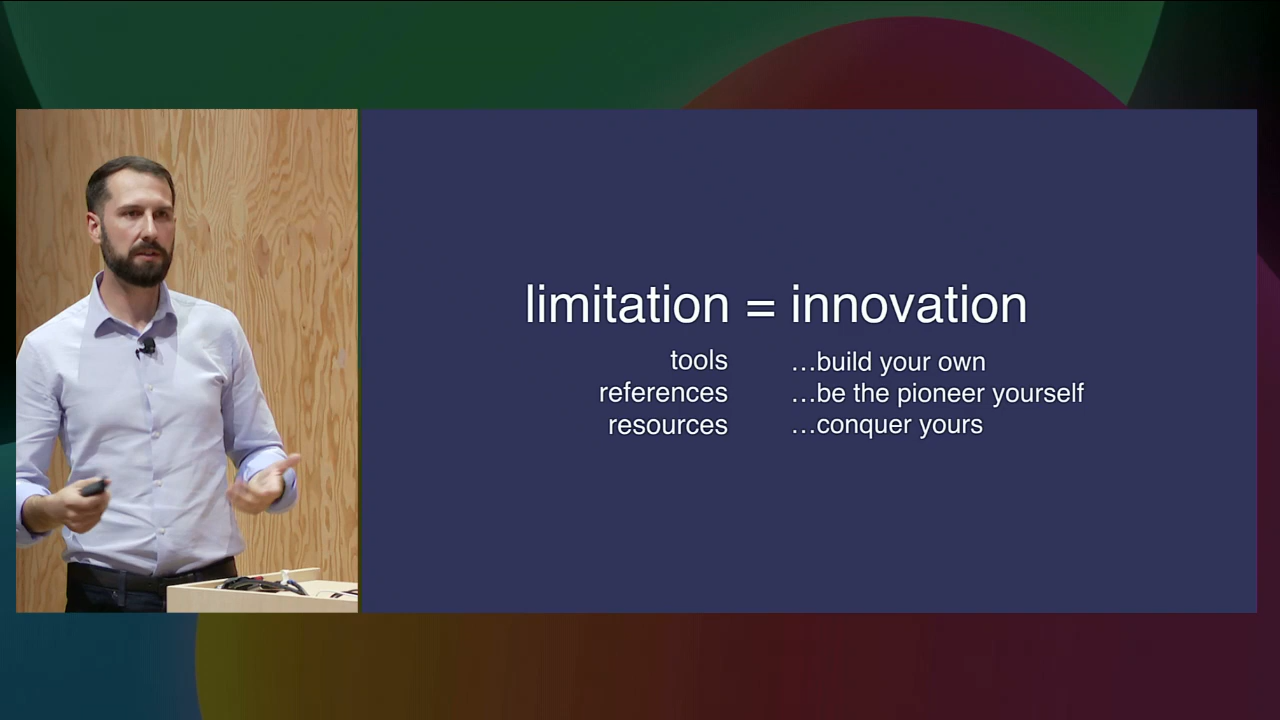 limitation = innovation
tools …build your own
references …be the pioneer yourself
resources …conquer yours